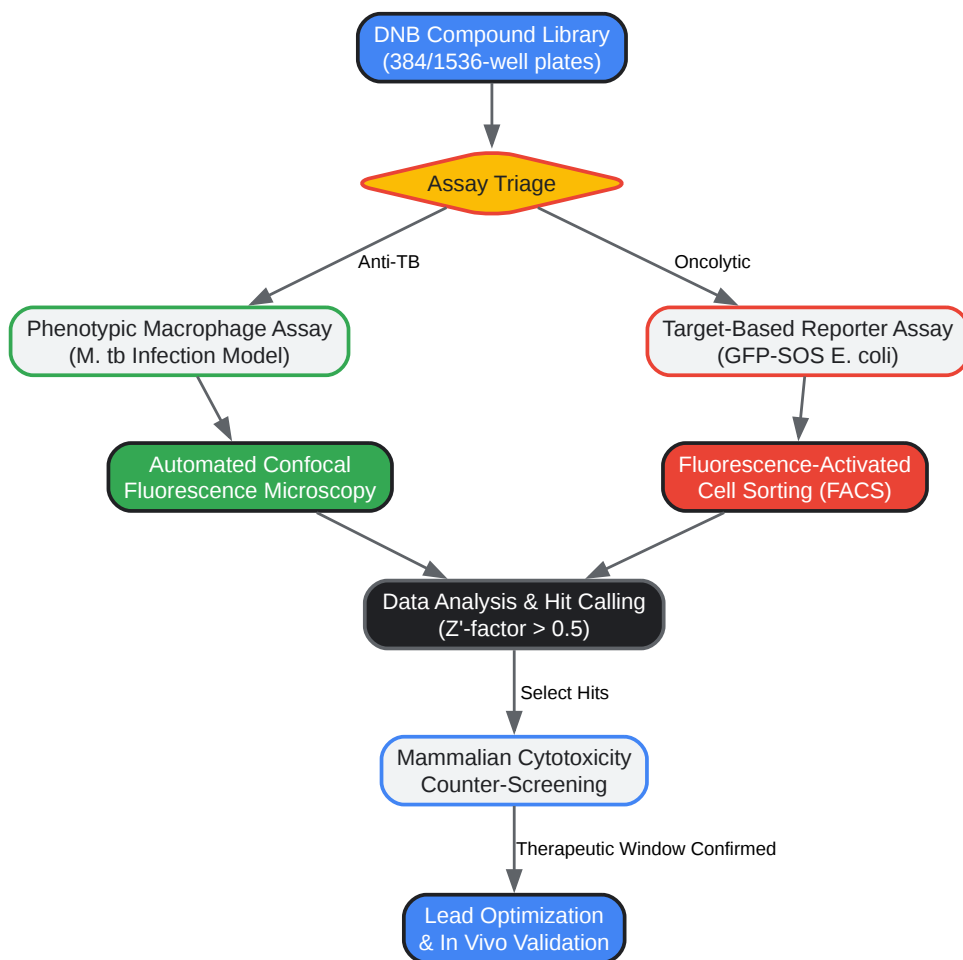 DNB Compound Library
(384/1536-well plates)
Assay Triage
Anti-TB
Oncolytic
Phenotypic Macrophage Assay
(M. tb Infection Model)
Target-Based Reporter Assay
(GFP-SOS E. coli)
Automated Confocal
Fluorescence Microscopy
Fluorescence-Activated
Cell Sorting (FACS)
Data Analysis & Hit Calling
(Z'-factor > 0.5)
Select Hits
Mammalian Cytotoxicity
Counter-Screening
Therapeutic Window Confirmed
Lead Optimization
& In Vivo Validation